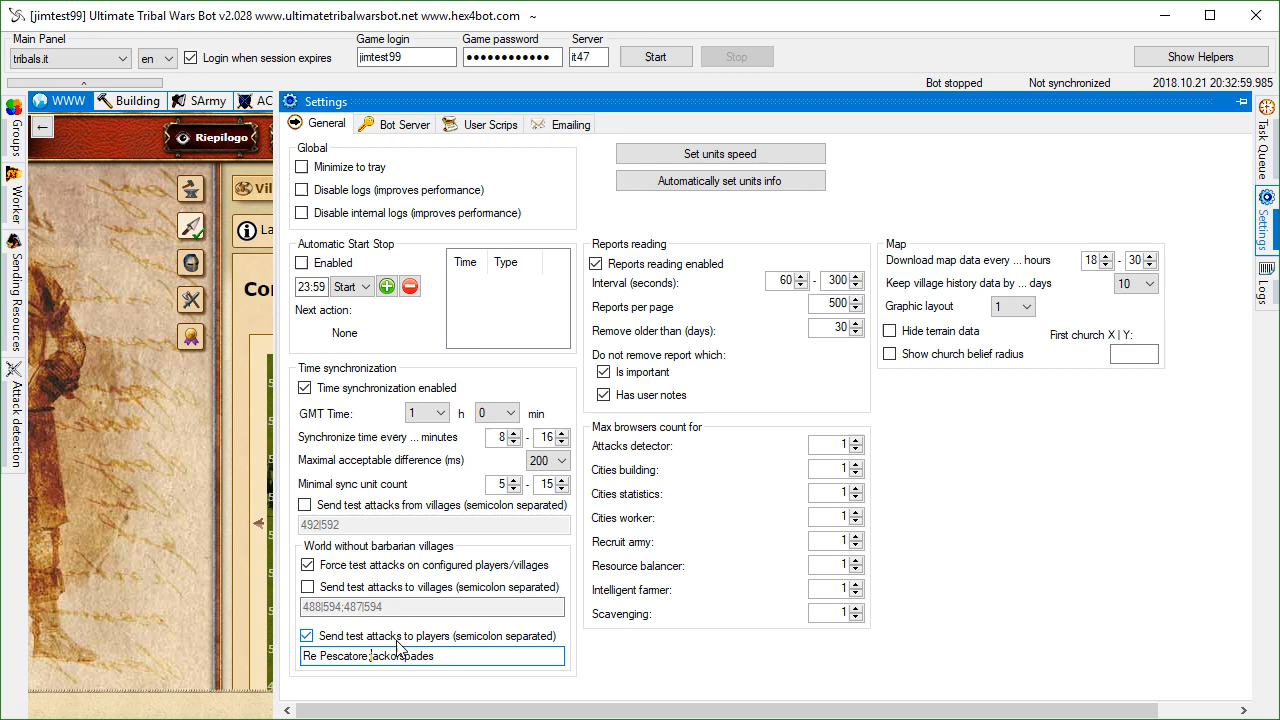 [jimtest99] Ultimate Tribal Wars Bot v2.028 www.ultimatetribalwarsbot.net www.hex4bot.com ~
Main Panel
Game login
Game password
Server
tribals.it
en
Login when session expires
jimtest99
●●●●●●●●●●●●
it47
Start
Stop
Show Helpers
^
Bot stopped
Not synchronized
2018.10.21 20:32:59.985
WWW
Building
SArmy
AC
Settings
Groups
Worker
Sending Resources
Attack detection
Task Queue
Settings
Logs
Riepilogo
Vil
La
Co
General
Bot Server
User Scrips
Emailing
Global
Minimize to tray
Disable logs (improves performance)
Disable internal logs (improves performance)
Set units speed
Automatically set units info
Automatic Start Stop
Enabled
23:59
Start
Next action:
None
Time
Type
Time synchronization
Time synchronization enabled
GMT Time:
1
h
0
min
Synchronize time every ... minutes
8 - 16
Maximal acceptable difference (ms)
200
Minimal sync unit count
5 - 15
Send test attacks from villages (semicolon separated)
492|592
World without barbarian villages
Force test attacks on configured players/villages
Send test attacks to villages (semicolon separated)
488|594;487|594
Send test attacks to players (semicolon separated)
Re Pescatore;
Reports reading
Reports reading enabled
Interval (seconds):
60 - 300
Reports per page
500
Remove older than (days):
30
Do not remove report which:
Is important
Has user notes
Max browsers count for
Attacks detector:
1
Cities building:
1
Cities statistics:
1
Cities worker:
1
Recruit army:
1
Resource balancer:
1
Intelligent farmer:
1
Scavenging:
1
Map
Download map data every ... hours
18 - 30
Keep village history data by ... days
10
Graphic layout
1
Hide terrain data
First church X | Y:
Show church belief radius